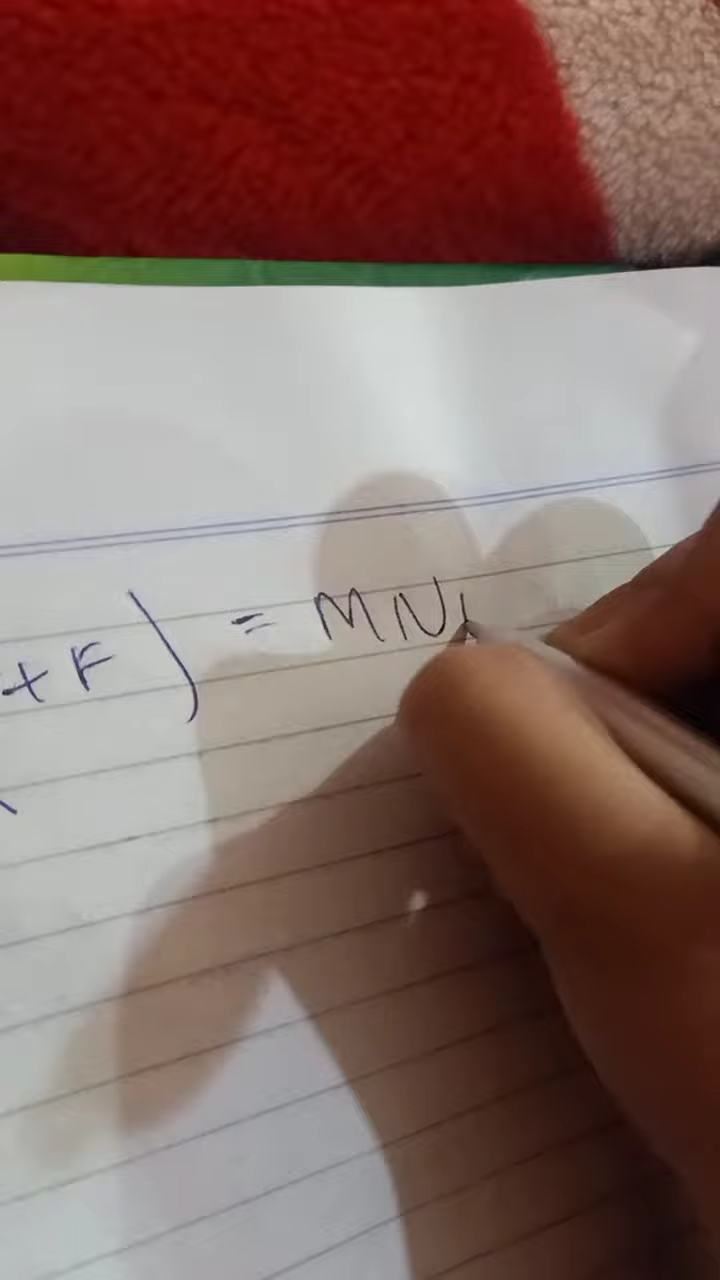 +F) = MN